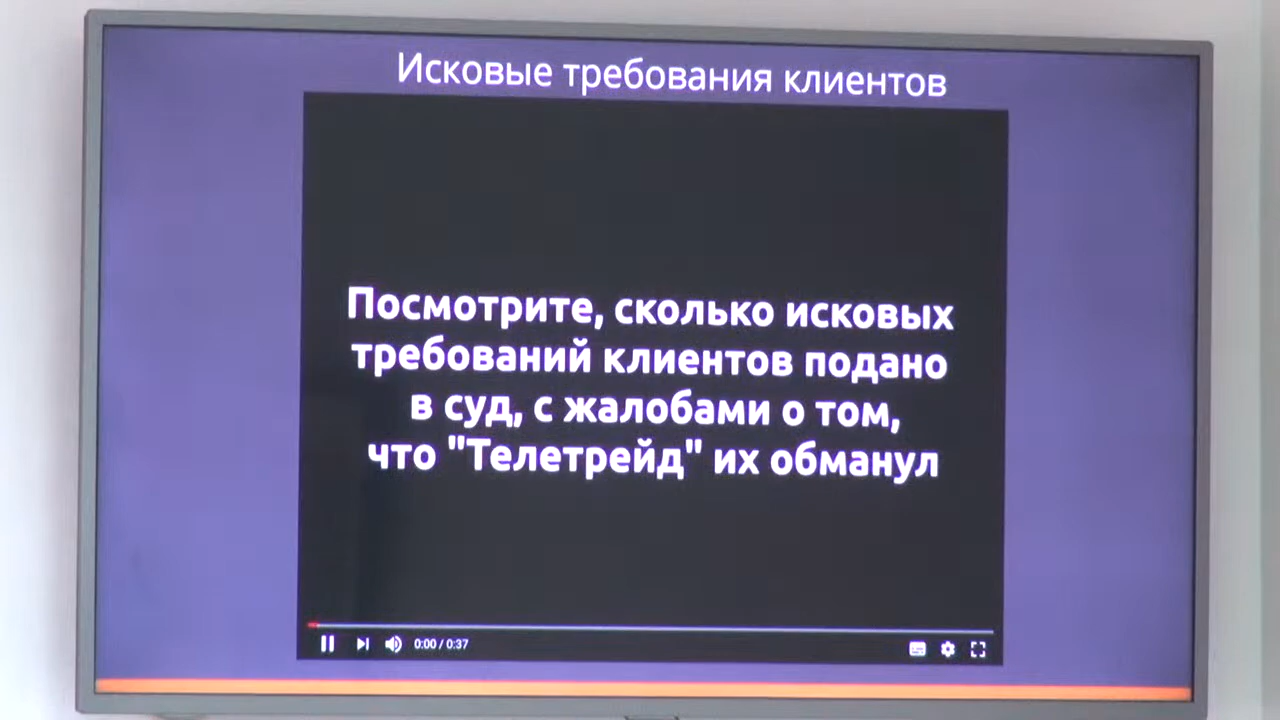 Исковые требования клиентов
Посмотрите, сколько исковых
требований клиентов подано
в суд, с жалобами о том,
что "Телетрейд" их обманул
0:00 / 0:37